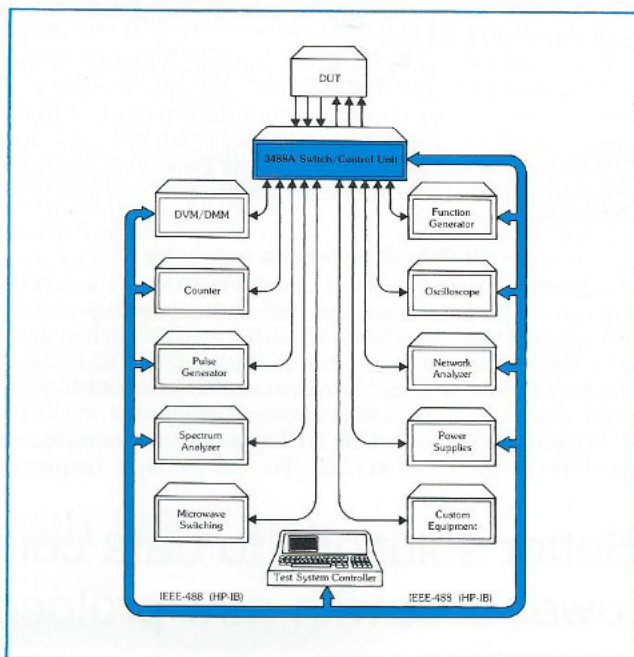 DUT
3488A Switch/Control Unit
DVM/DMM
Function
Generator
Counter
Oscilloscope
Pulse
Generator
Network
Analyzer
Spectrum
Analyzer
Power
Supplies
Microwave
Switching
Custom
Equipment
Test System Controller
IEEE-488 (HP-IB)
IEEE-488 (HP-IB)